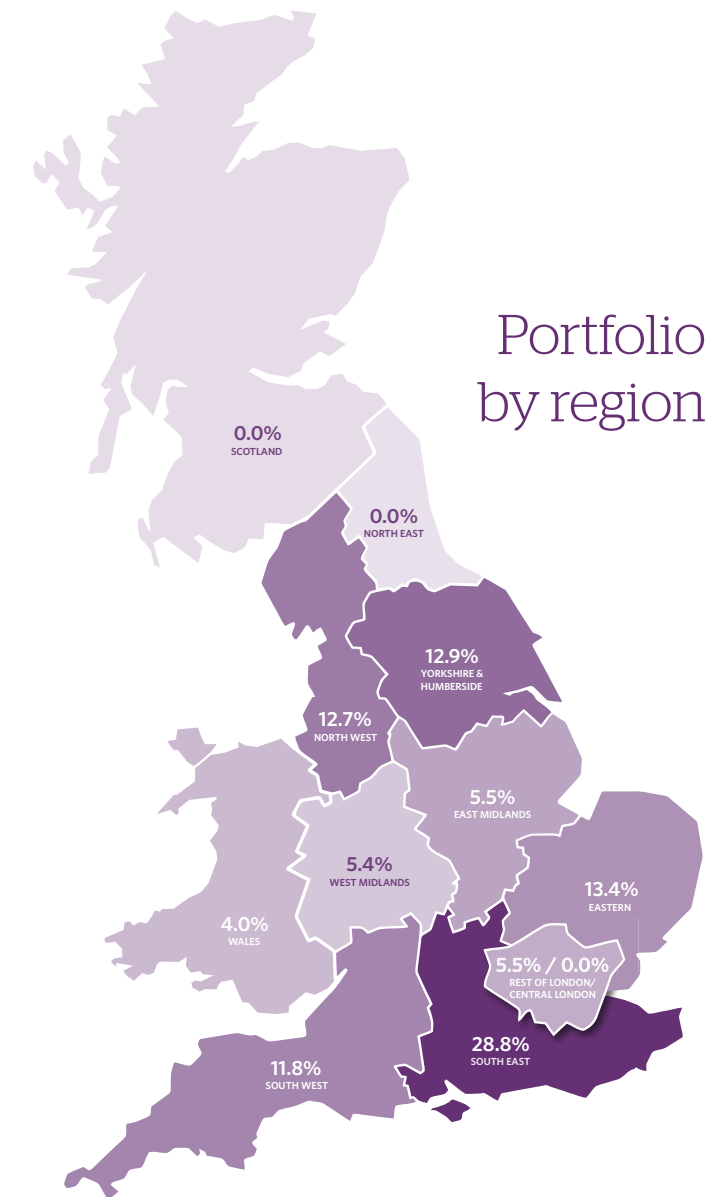 Portfolio
by region
0.0%
SCOTLAND
0.0%
NORTH EAST
12.9%
YORKSHIRE &
HUMBERSIDE
12.7%
NORTH WEST
5.5%
EAST MIDLANDS
5.4%
WEST MIDLANDS
13.4%
EASTERN
4.0%
WALES
5.5% / 0.0%
REST OF LONDON/
CENTRAL LONDON
28.8%
SOUTH EAST
11.8%
SOUTH WEST